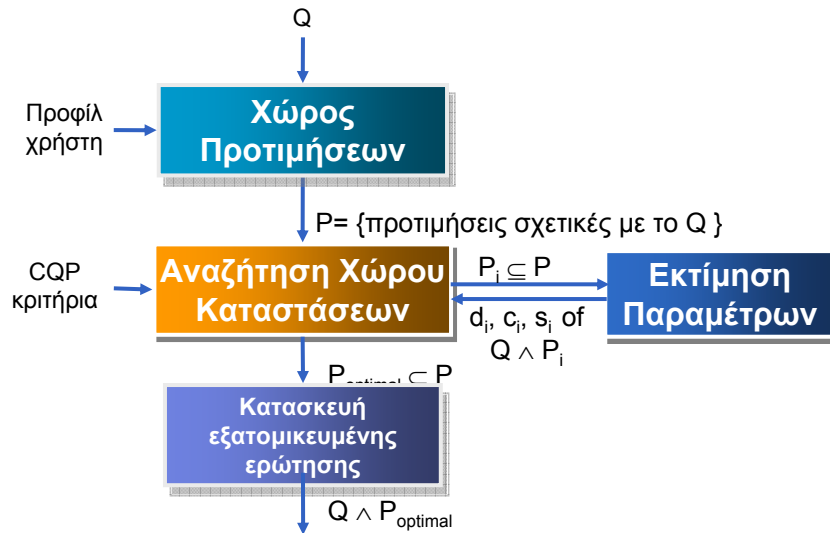 Q
Προφίλ
χρήστη
Χώρος
Προτιμήσεων
P= {προτιμήσεις σχετικές με το Q }
CQP
κριτήρια
Αναζήτηση Χώρου
Καταστάσεων
Pi ⊆ P
di, ci, si of
Q ∧ Pi
Εκτίμηση
Παραμέτρων
Poptimal ⊆ P
Κατασκευή
εξατομικευμένης
ερώτησης
Q ∧ Poptimal